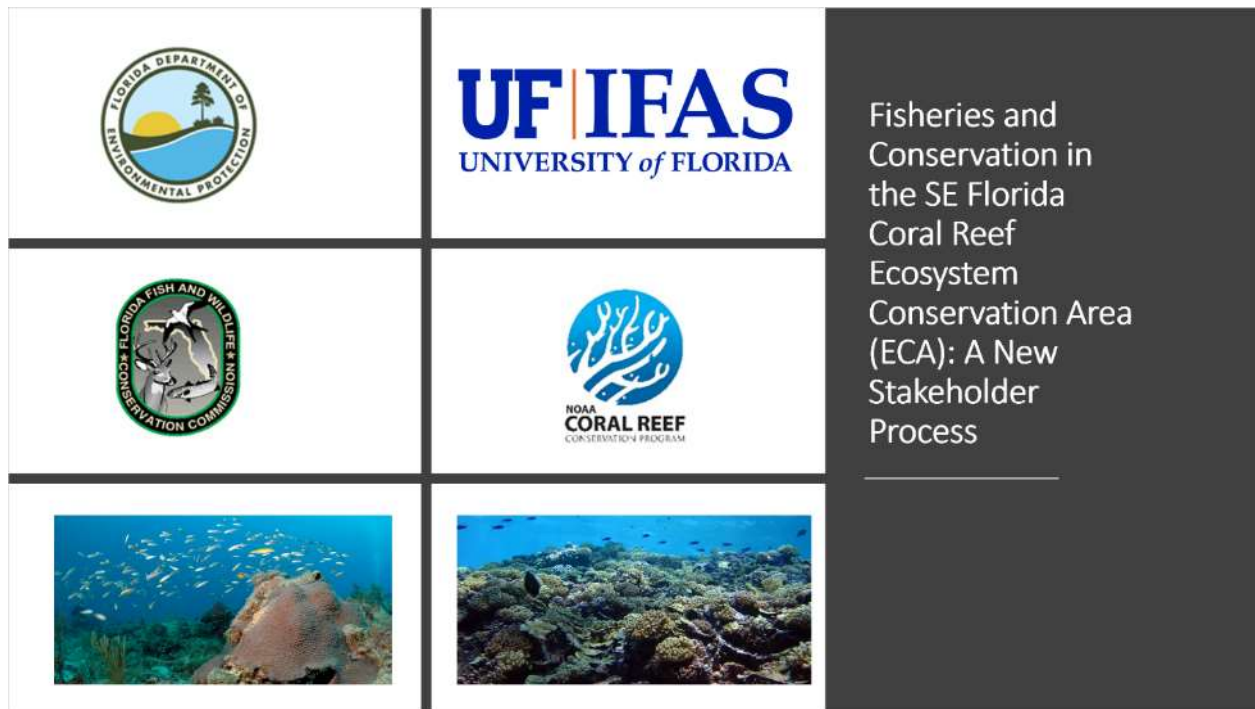 FLORIDA DEPARTMENT OF
ENVIRONMENTAL PROTECTION
UF|IFAS
UNIVERSITY of FLORIDA
FLORIDA FISH AND WILDLIFE
CONSERVATION COMMISSION
NOAA
CORAL REEF
CONSERVATION PROGRAM
Fisheries and
Conservation in
the SE Florida
Coral Reef
Ecosystem
Conservation Area
(ECA): A New
Stakeholder
Process